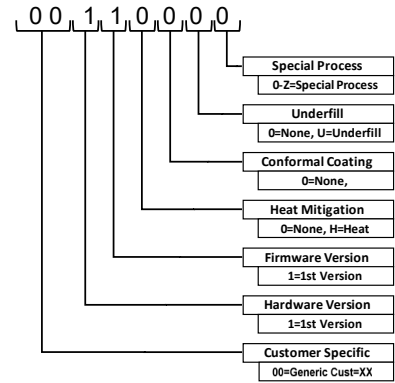 00 1 1 0 0 0 0
Special Process
0-Z=Special Process
Underfill
0=None, U=Underfill
Conformal Coating
0=None,
Heat Mitigation
0=None, H=Heat
Firmware Version
1=1st Version
Hardware Version
1=1st Version
Customer Specific
00=Generic Cust=XX